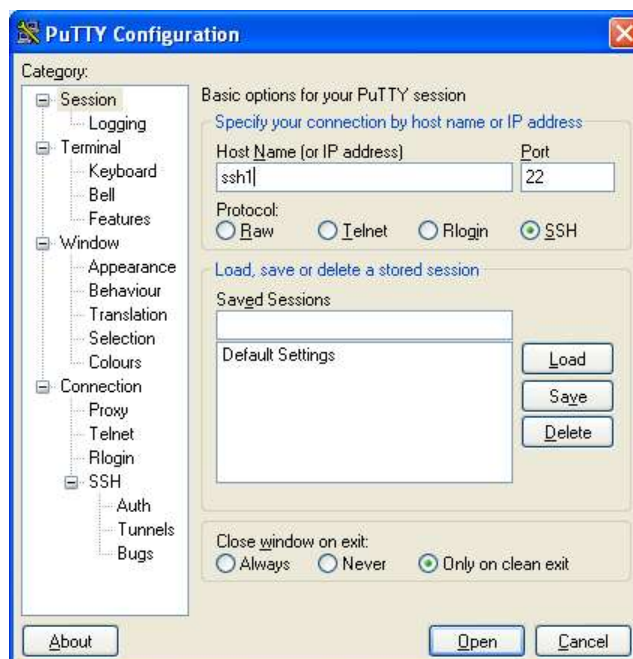 PuTTY Configuration
Category:
Session
Logging
Terminal
Keyboard
Bell
Features
Window
Appearance
Behaviour
Translation
Selection
Colours
Connection
Proxy
Telnet
Rlogin
SSH
Auth
Tunnels
Bugs
Basic options for your PuTTY session
Specify your connection by host name or IP address
Host Name (or IP address) Port
ssh1 22
Protocol:
Raw Telnet Rlogin SSH
Load, save or delete a stored session
Saved Sessions
Default Settings
Load
Save
Delete
Close window on exit:
Always Never Only on clean exit
About Open Cancel